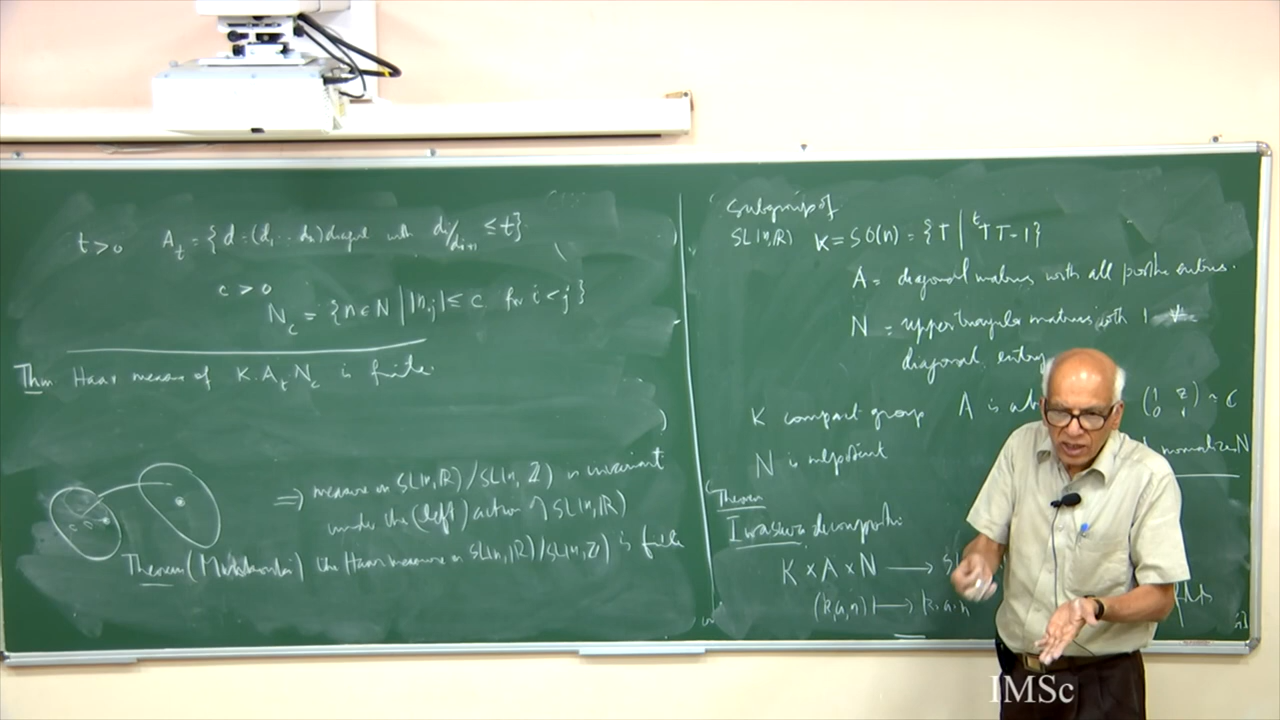 t > 0 A_t = {d = (d_1 ... d_n) diagonal with d_i/d_{i+1} ≤ t}
c > 0
N_c = {n ∈ N | |n_ij| ≤ c for i < j}
Thm Haar measure of K.A_t.N_c is finite.
⇒ measure on SL(n, R)/SL(n, Z) is invariant
under the (left) action of SL(n, R)
Theorem the Haar measure on SL(n, R)/SL(n, Z) is finite
Subgroups of
SL(n, R) K = SO(n) = {T | ^tT T = 1}
A = diagonal matrices with all positive entries.
N = upper triangular matrices with 1
diagonal entry
K compact group A is
N is nilpotent normalize N
Theorem
Iwasawa decomposition
K × A × N ⟶
(k, a, n) ⟼ k. a. n
IMSc